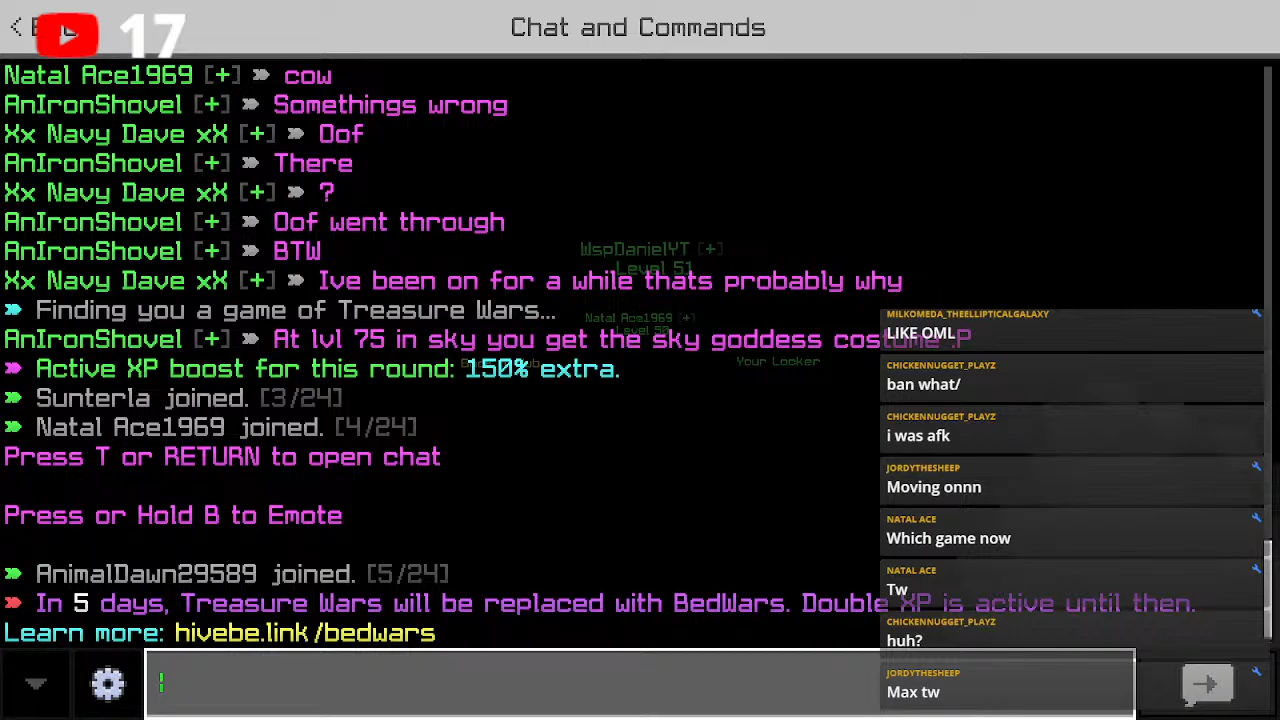 Chat and Commands
17
Natal Ace1969 [+] » cow
AnIronShovel [+] » Somethings wrong
Xx Navy Dave xX [+] » Oof
AnIronShovel [+] » There
Xx Navy Dave xX [+] » ?
AnIronShovel [+] » Oof went through
AnIronShovel [+] » BTW
WspDanielYT [+]
Level 51
Xx Navy Dave xX [+] » Ive been on for a while thats probably why
» Finding you a game of Treasure Wars...
Natal Ace1969 [+]
Level 50
AnIronShovel [+] » At lvl 75 in sky you get the sky goddess costume :P
Your Locker
» Active XP boost for this round: 150% extra.
» Sunterla joined. [3/24]
» Natal Ace1969 joined. [4/24]
Press T or RETURN to open chat
Press or Hold B to Emote
» AnimalDawn29589 joined. [5/24]
» In 5 days, Treasure Wars will be replaced with BedWars. Double XP is active until then.
Learn more: hivebe.link/bedwars
MILKOMEDA_THEELLIPTICALGALAXY
LIKE OML
CHICKENNUGGET_PLAYZ
ban what/
CHICKENNUGGET_PLAYZ
i was afk
JORDYTHESHEEP
Moving onnn
NATAL ACE
Which game now
NATAL ACE
Tw
CHICKENNUGGET_PLAYZ
huh?
JORDYTHESHEEP
Max tw